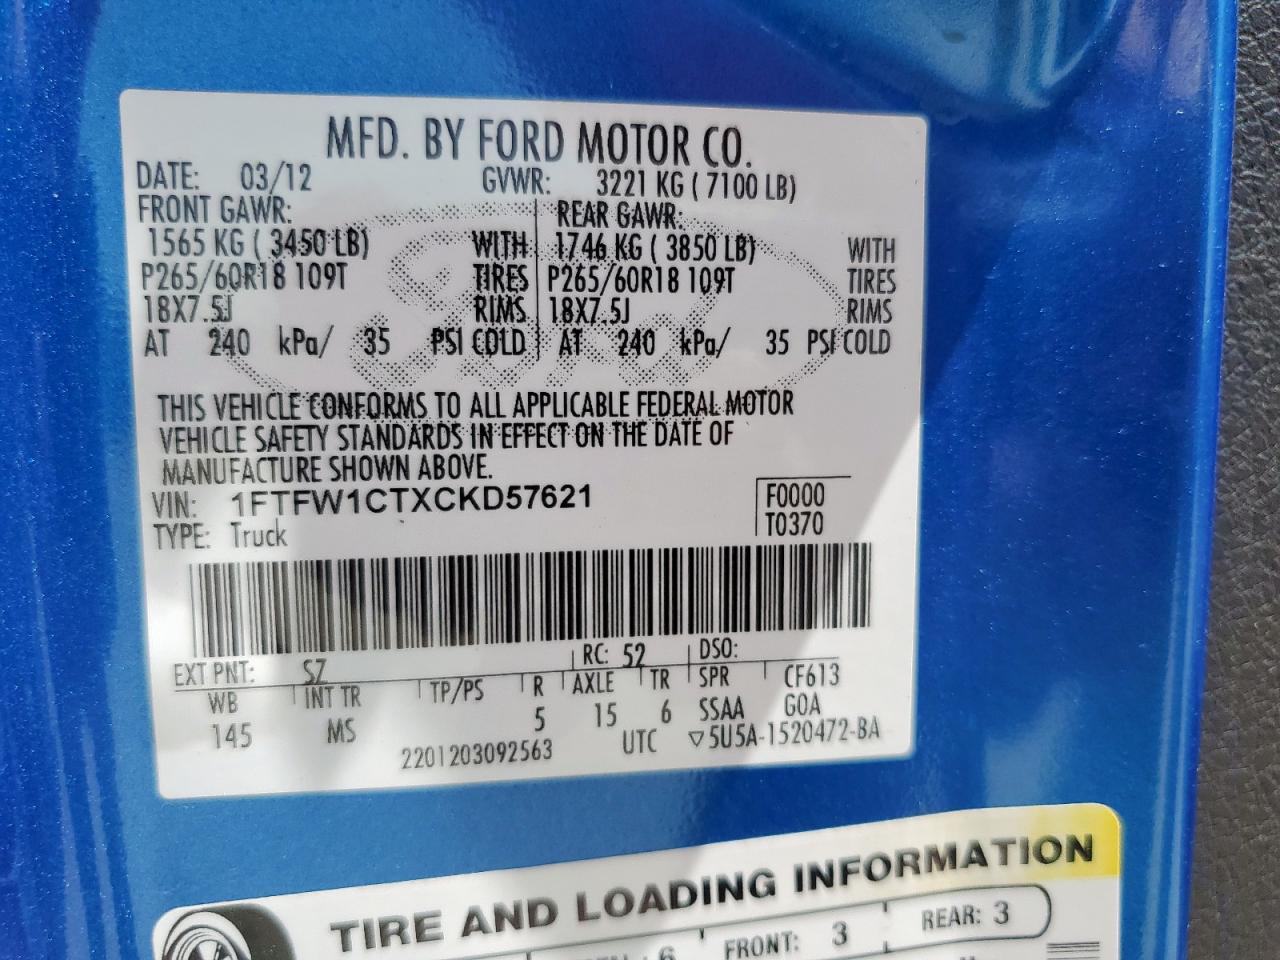 MFD. BY FORD MOTOR CO.
DATE: 03/12 GVWR: 3221 KG ( 7100 LB)
FRONT GAWR: REAR GAWR:
1565 KG ( 3450 LB) WITH 1746 KG ( 3850 LB) WITH
P265/60R18 109T TIRES P265/60R18 109T TIRES
18X7.5J RIMS 18X7.5J RIMS
AT 240 kPa/ 35 PSI COLD AT 240 kPa/ 35 PSI COLD
THIS VEHICLE CONFORMS TO ALL APPLICABLE FEDERAL MOTOR
VEHICLE SAFETY STANDARDS IN EFFECT ON THE DATE OF
MANUFACTURE SHOWN ABOVE.
VIN: 1FTFW1CTXCKD57621 F0000
TYPE: Truck T0370
EXT PNT: SZ RC: 52 DSO:
WB INT TR TP/PS R AXLE TR SPR CF613
145 MS 5 15 6 SSAA GOA
2201203092563 UTC ▽5U5A-1520472-BA
TIRE AND LOADING INFORMATION
6 FRONT: 3 REAR: 3